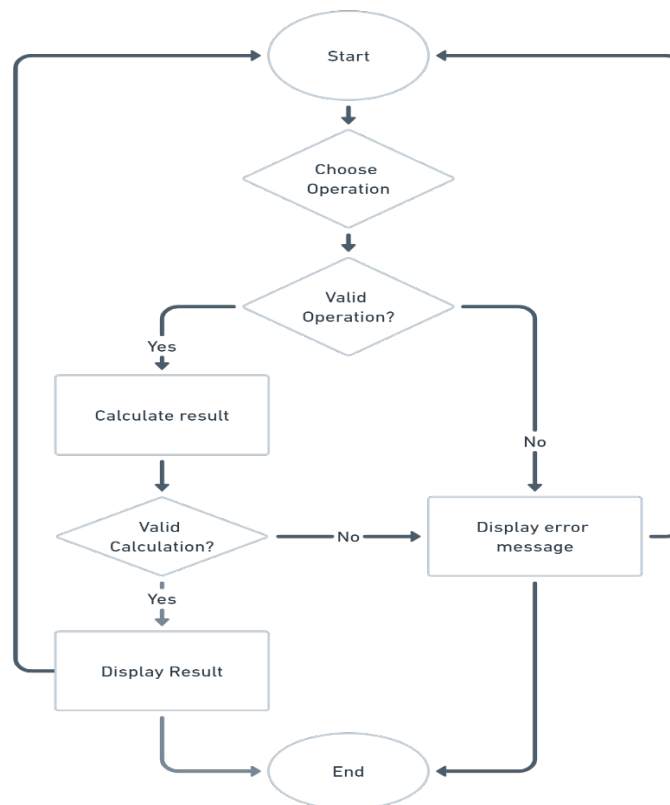 Start
Choose
Operation
Valid
Operation?
Yes
Calculate result
No
Valid
Calculation?
No
Display error
message
Yes
Display Result
End